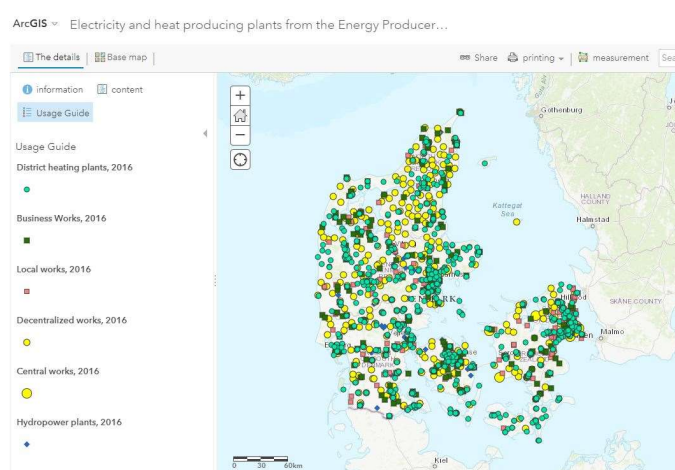 ArcGIS Electricity and heat producing plants from the Energy Producer...
The details Base map Share printing measurement Sea
information content
Usage Guide
Usage Guide
District heating plants, 2016
Business Works, 2016
Local works, 2016
Decentralized works, 2016
Central works, 2016
Hydropower plants, 2016
Gothenburg
Kattegat
Sea
HALLAND
COUNTY
Halmstad
SKÅNE COUNTY
Malmö
Kiel
0 30 60km